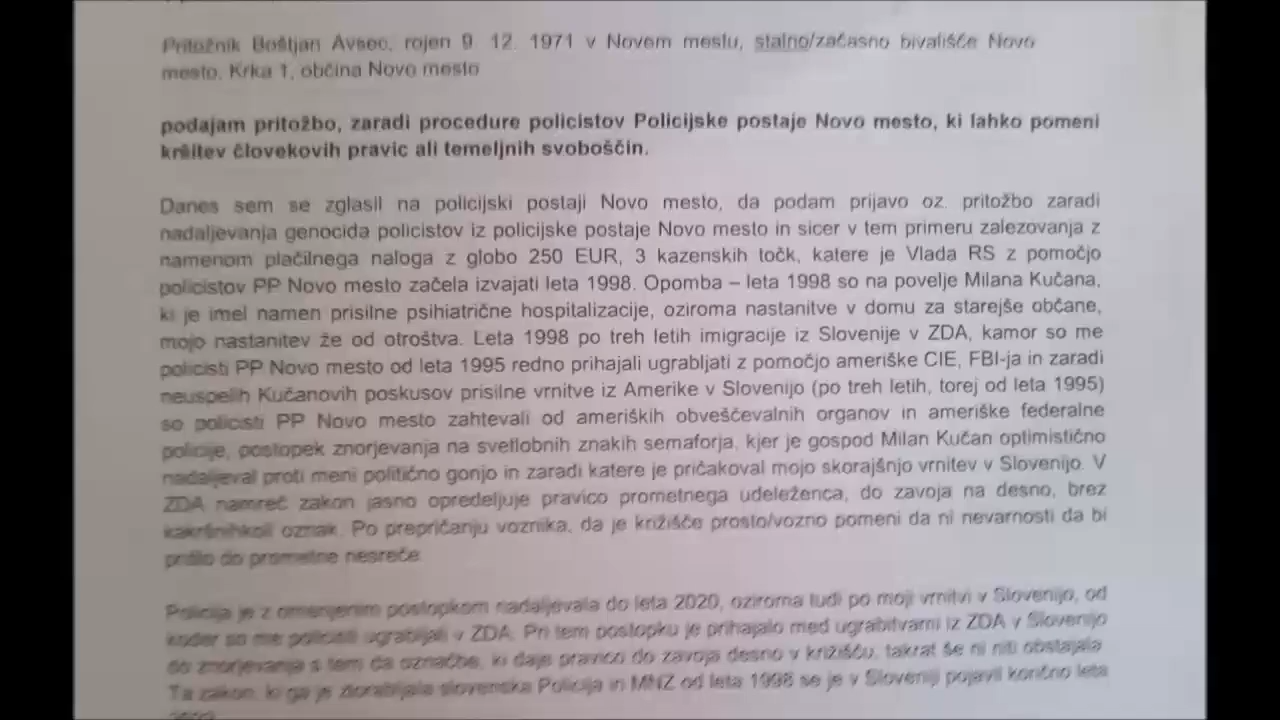 Pritožnik Boštjan Avsec, rojen 9. 12. 1971 v Novem mestu, stalno/začasno bivališče Novo
mesto, Krka 1, občina Novo mesto
podajam pritožbo, zaradi procedure policistov Policijske postaje Novo mesto, ki lahko pomeni
kršitev človekovih pravic ali temeljnih svoboščin.
Danes sem se zglasil na policijski postaji Novo mesto, da podam prijavo oz. pritožbo zaradi
nadaljevanja genocida policistov iz policijske postaje Novo mesto in sicer v tem primeru zalezovanja z
namenom plačilnega naloga z globo 250 EUR, 3 kazenskih točk, katere je Vlada RS z pomočjo
policistov PP Novo mesto začela izvajati leta 1998. Opomba – leta 1998 so na povelje Milana Kučana,
ki je imel namen prisilne psihiatrične hospitalizacije, oziroma nastanitve v domu za starejše občane,
mojo nastanitev že od otroštva. Leta 1998 po treh letih imigracije iz Slovenije v ZDA, kamor so me
policisti PP Novo mesto od leta 1995 redno prihajali ugrabljati z pomočjo ameriške CIE, FBI-ja in zaradi
neuspelih Kučanovih poskusov prisilne vrnitve iz Amerike v Slovenijo (po treh letih, torej od leta 1995)
so policisti PP Novo mesto zahtevali od ameriških obveščevalnih organov in ameriške federalne
policije, postopek znorjevanja na svetlobnih znakih semaforja, kjer je gospod Milan Kučan optimistično
nadaljeval proti meni politično gonjo in zaradi katere je pričakoval mojo skorajšnjo vrnitev v Slovenijo. V
ZDA namreč zakon jasno opredeljuje pravico prometnega udeleženca, do zavoja na desno, brez
kakršnihkoli oznak. Po prepričanju voznika, da je križišče prosto/vozno pomeni da ni nevarnosti da bi
prišlo do prometne nesreče.
Policija je z omenjenim postopkom nadaljevala do leta 2020, oziroma tudi po moji vrnitvi v Slovenijo, od
koder so me policisti ugrabljali v ZDA. Pri tem postopku je prihajalo med ugrabitvami iz ZDA v Slovenijo
do znorjevanja s tem da označbe, ki daje pravico do zavoja desno v križišču, takrat še ni niti obstajala.
Ta zakon, ki ga je zlorabljala slovenska Policija in MNZ od leta 1998 se je v Sloveniji pojavil končno leta